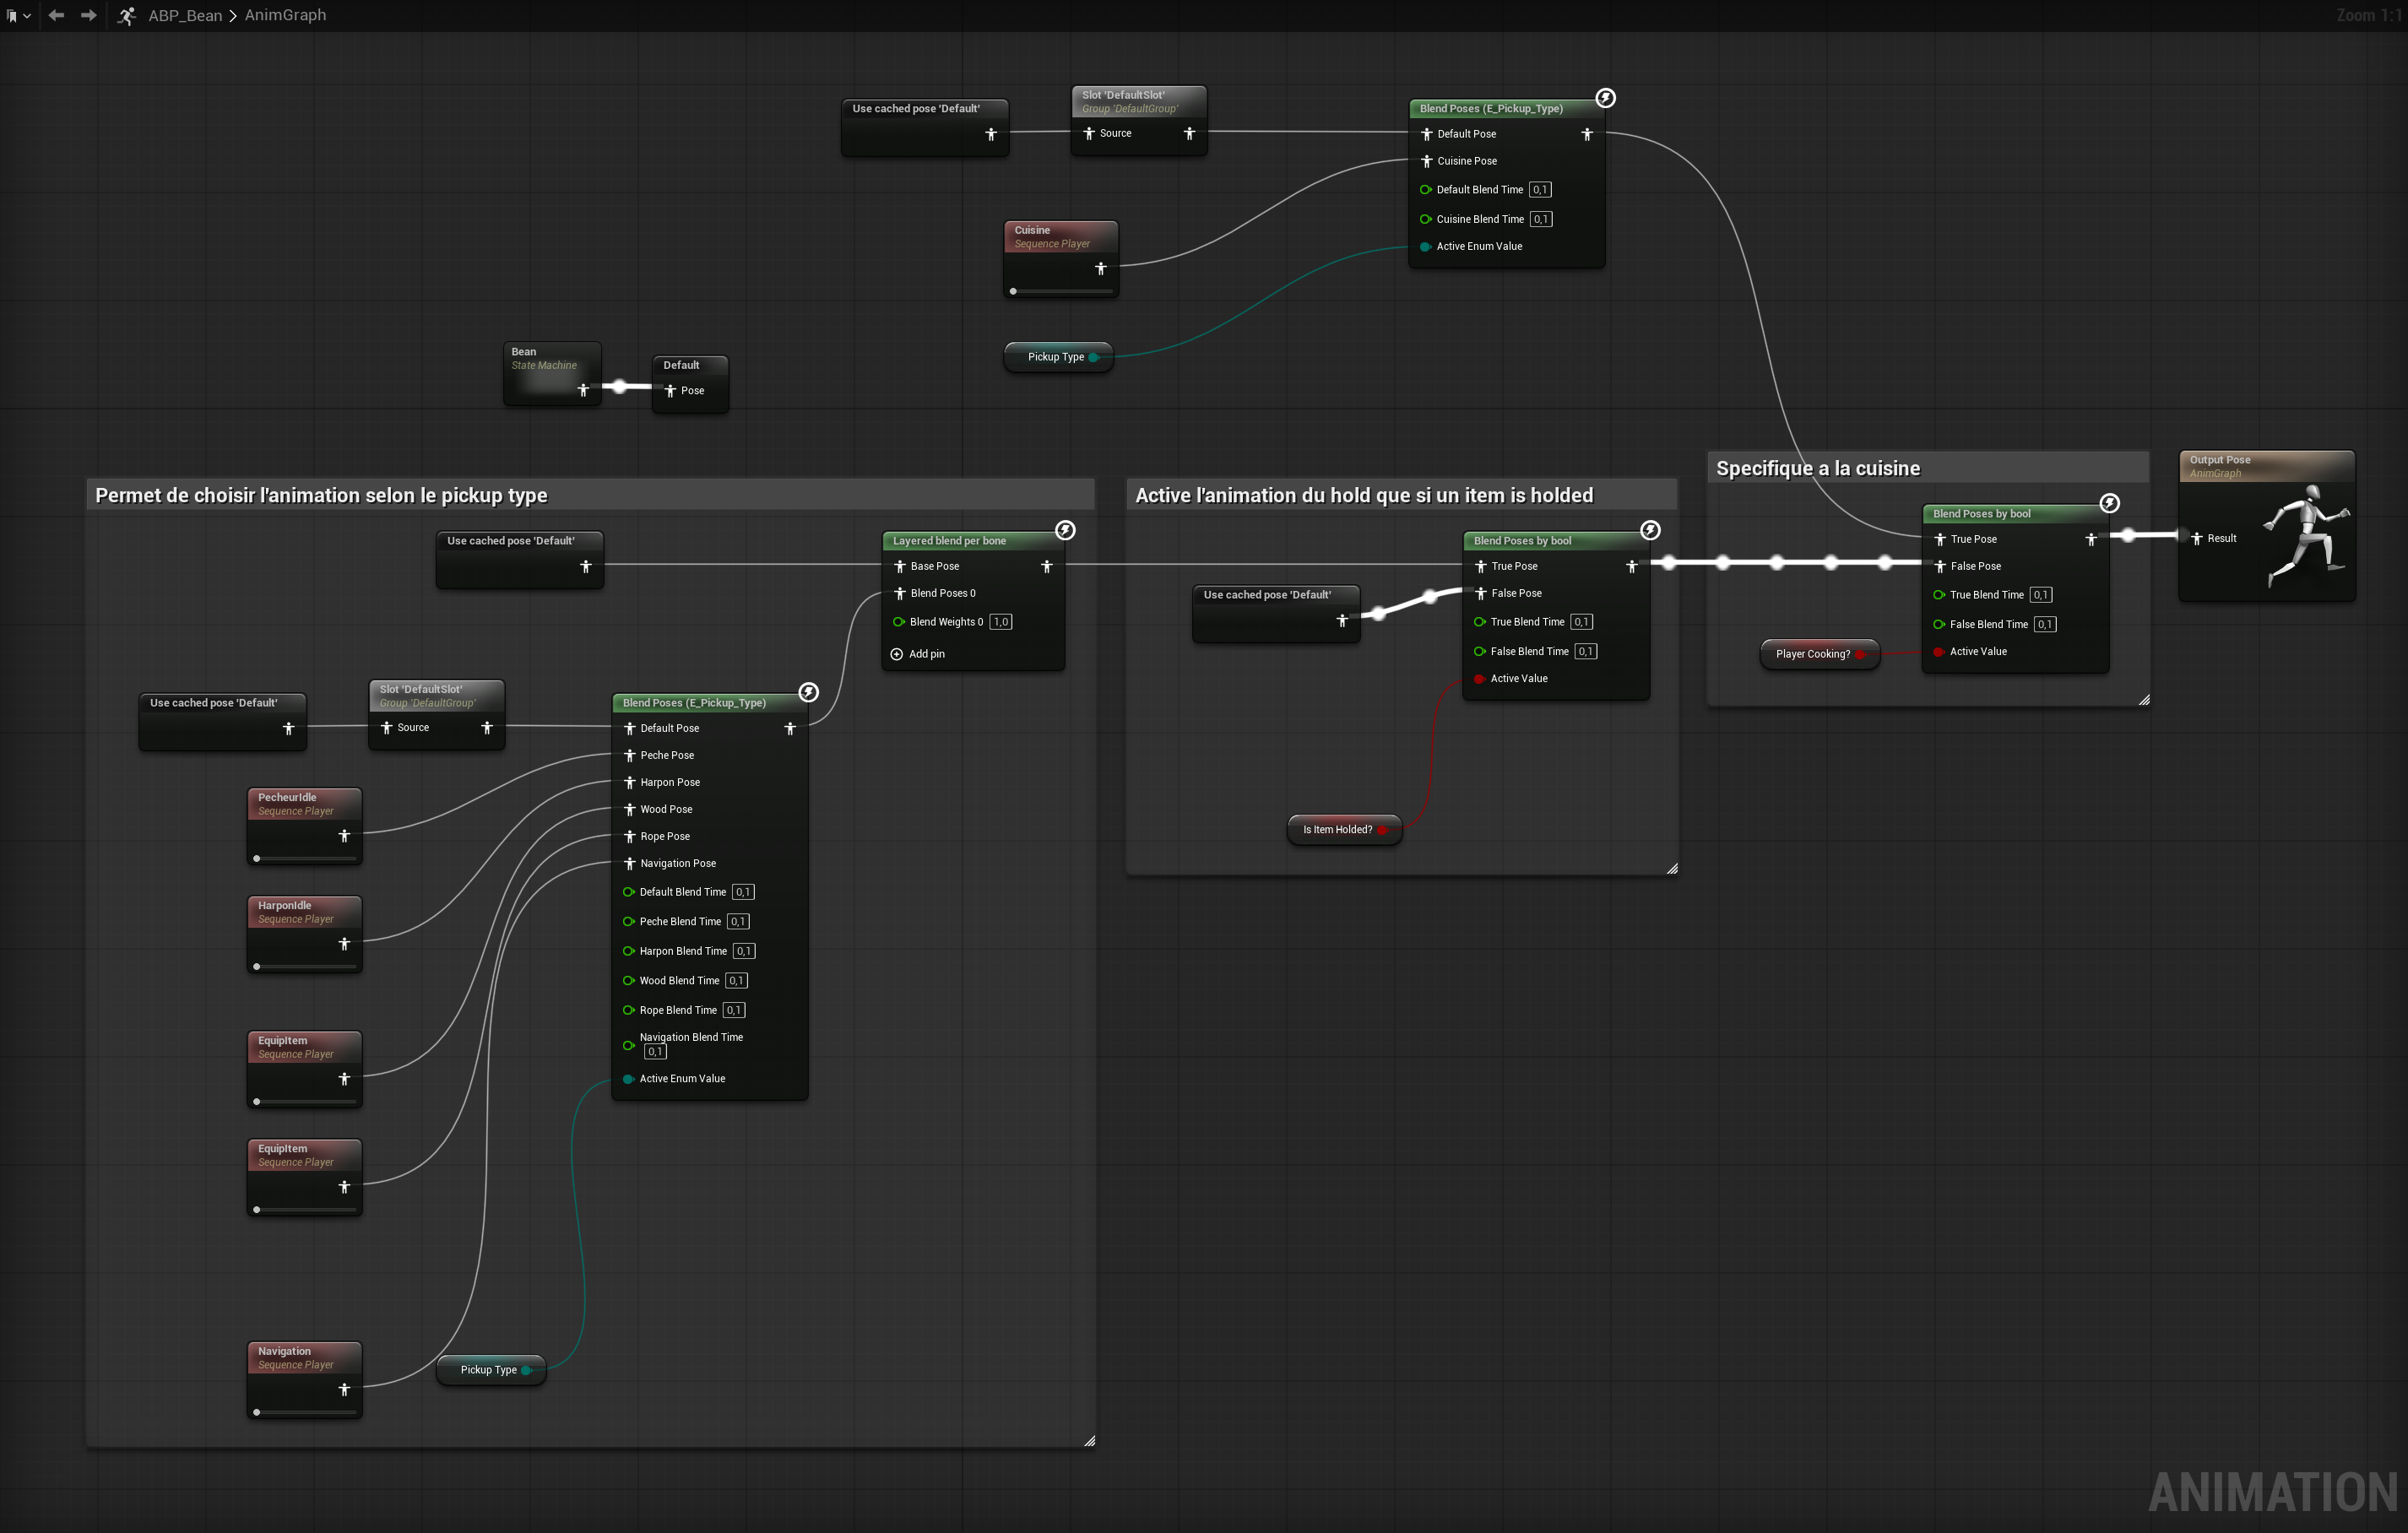 ABP_Bean > AnimGraph
Zoom 1:1
Use cached pose 'Default'
Slot 'DefaultSlot'
Group 'DefaultGroup'
Source
Blend Poses (E_Pickup_Type)
Default Pose
Cuisine Pose
Default Blend Time 0,1
Cuisine Blend Time 0,1
Active Enum Value
Cuisine
Sequence Player
Pickup Type
Bean
State Machine
Default
Pose
Permet de choisir l'animation selon le pickup type
Use cached pose 'Default'
Layered blend per bone
Base Pose
Blend Poses 0
Blend Weights 0 1,0
Add pin
Use cached pose 'Default'
Slot 'DefaultSlot'
Group 'DefaultGroup'
Source
Blend Poses (E_Pickup_Type)
Default Pose
Peche Pose
Harpon Pose
Wood Pose
Rope Pose
Navigation Pose
Default Blend Time 0,1
Peche Blend Time 0,1
Harpon Blend Time 0,1
Wood Blend Time 0,1
Rope Blend Time 0,1
Navigation Blend Time
0,1
Active Enum Value
PecheurIdle
Sequence Player
HarponIdle
Sequence Player
EquipItem
Sequence Player
EquipItem
Sequence Player
Navigation
Sequence Player
Pickup Type
Active l'animation du hold que si un item is holded
Use cached pose 'Default'
Blend Poses by bool
True Pose
False Pose
True Blend Time 0,1
False Blend Time 0,1
Active Value
Is Item Holded?
Specifique a la cuisine
Blend Poses by bool
True Pose
False Pose
True Blend Time 0,1
False Blend Time 0,1
Active Value
Player Cooking?
Output Pose
AnimGraph
Result
ANIMATION